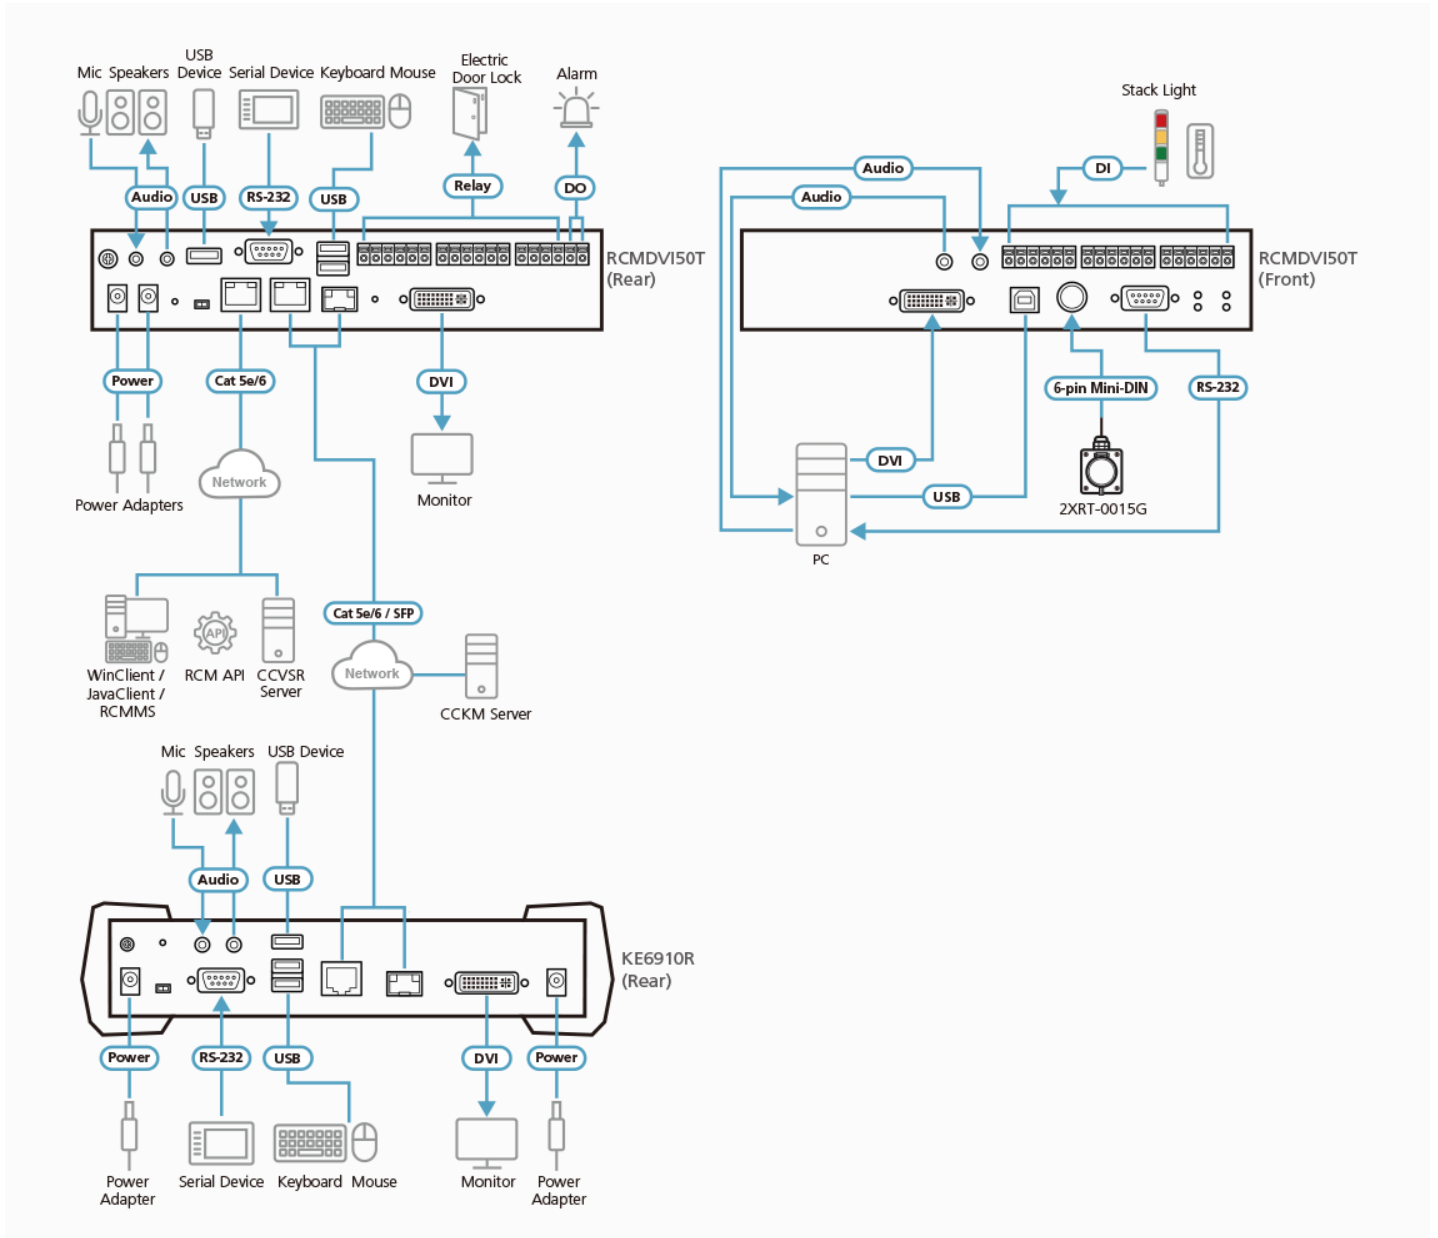 USB
Mic Speakers Device Serial Device Keyboard Mouse
Electric
Door Lock
Alarm
Audio
USB
RS-232
USB
Relay
DO
RCMDVI50T
(Rear)
Power
Cat 5e/6
DVI
Network
Power Adapters
Monitor
Stack Light
Audio
DI
Audio
RCMDVI50T
(Front)
6-pin Mini-DIN
RS-232
DVI
USB
2XRT-0015G
PC
Cat 5e/6 / SFP
API
Network
WinClient /
JavaClient /
RCMMS
RCM API
CCVSR
Server
CCKM Server
Mic Speakers USB Device
Audio
USB
KE6910R
(Rear)
Power
RS-232
USB
DVI
Power
Power
Adapter
Serial Device
Keyboard Mouse
Monitor
Power
Adapter